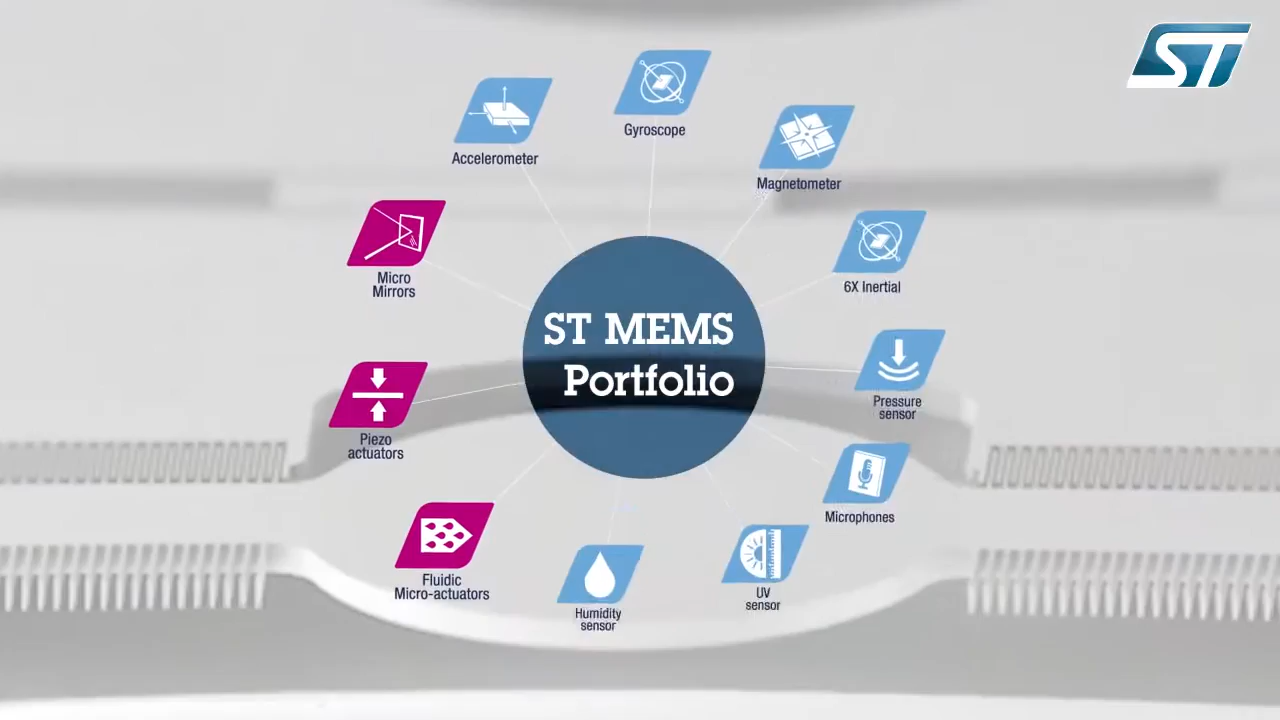 ST
Gyroscope
Accelerometer
Magnetometer
Micro
Mirrors
6X Inertial
ST MEMS
Portfolio
Pressure
sensor
Piezo
actuators
Microphones
Fluidic
Micro-actuators
UV
sensor
Humidity
sensor